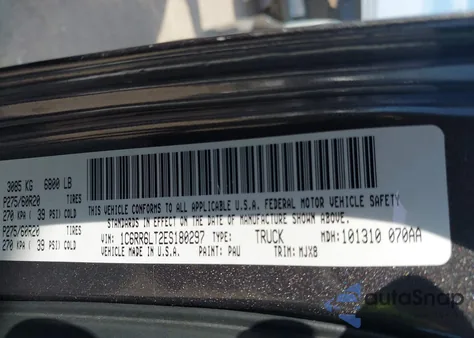 3085 KG 6800 LB
P275/60R20 TIRES
270 KPA ( 39 PSI) COLD
P275/60R20 TIRES
270 KPA ( 39 PSI) COLD
THIS VEHICLE CONFORMS TO ALL APPLICABLE U.S.A. FEDERAL MOTOR VEHICLE SAFETY
STANDARDS IN EFFECT ON THE DATE OF MANUFACTURE SHOWN ABOVE.
VIN: 1C6RR6LT2ES180297 TYPE: TRUCK MDH: 101310 070AA
MADE IN U.S.A. PAINT: PAU TRIM: MJX8
autoSnap